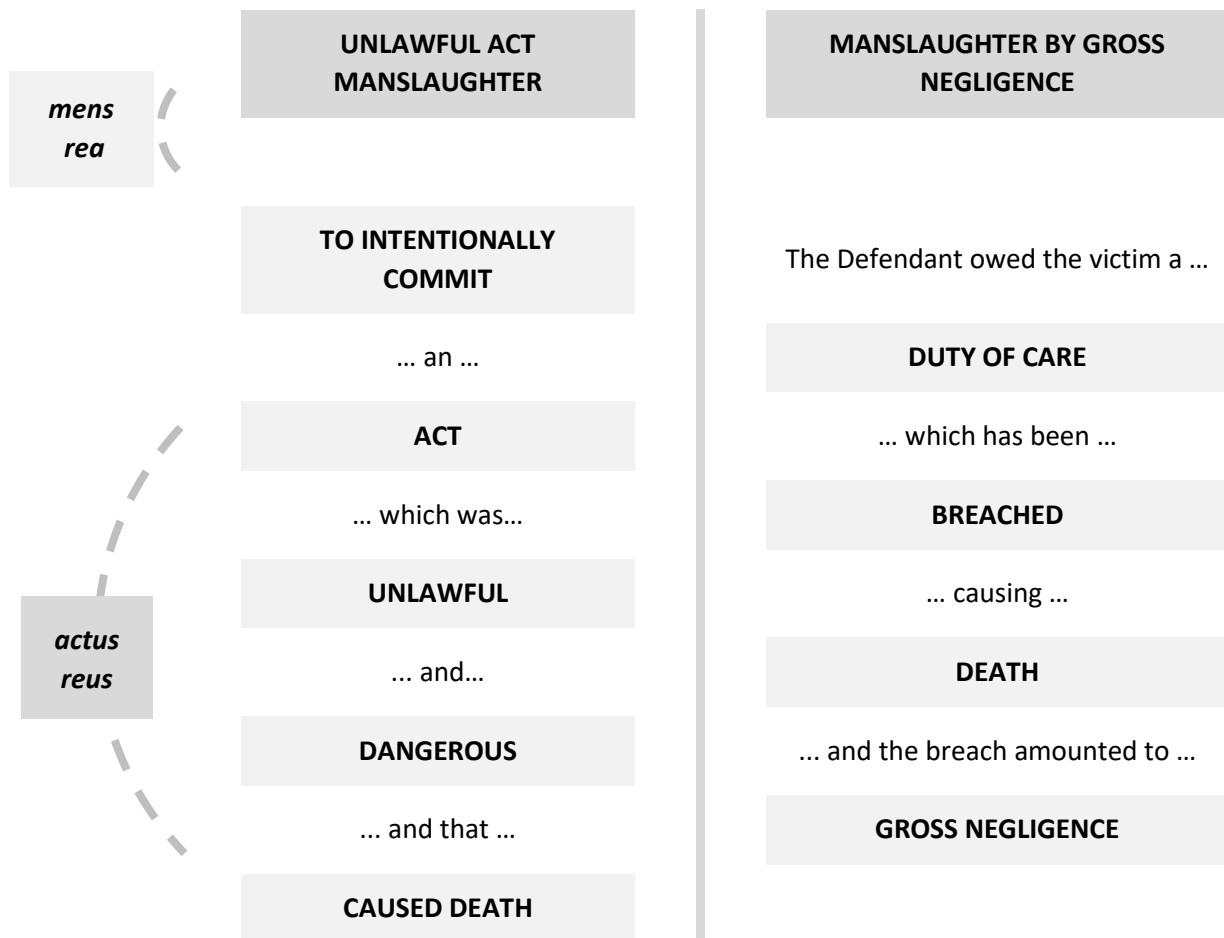 UNLAWFUL ACT
MANSLAUGHTER
mens
rea
TO INTENTIONALLY
COMMIT
... an ...
ACT
... which was...
UNLAWFUL
actus
reus
... and...
DANGEROUS
... and that ...
CAUSED DEATH
MANSLAUGHTER BY GROSS
NEGLIGENCE
The Defendant owed the victim a ...
DUTY OF CARE
... which has been ...
BREACHED
... causing ...
DEATH
... and the breach amounted to ...
GROSS NEGLIGENCE